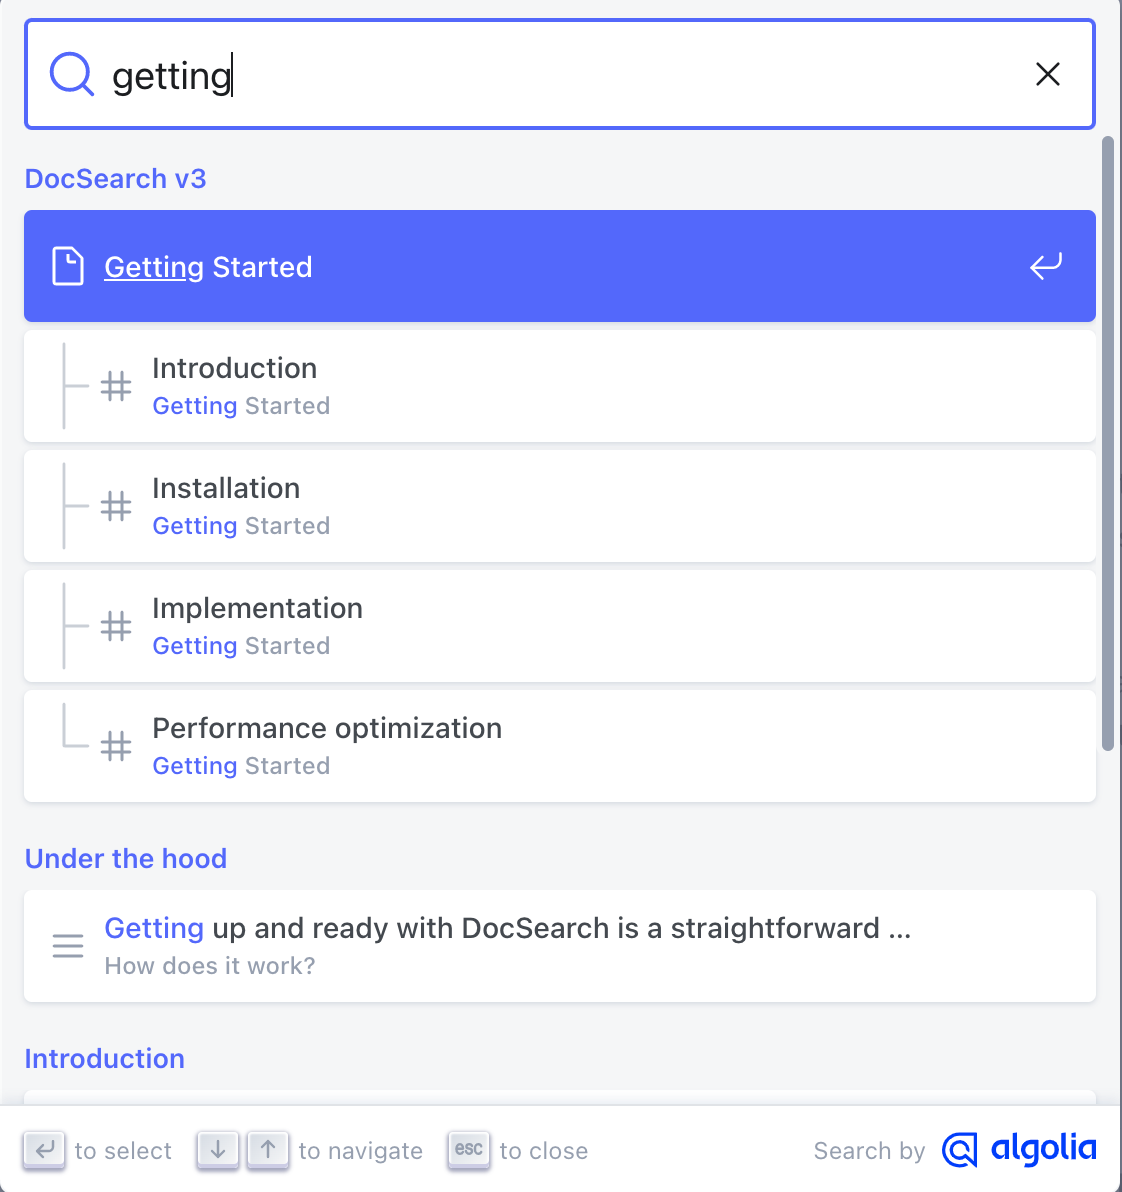 getting
DocSearch v3
Getting Started
Introduction
Getting Started
Installation
Getting Started
Implementation
Getting Started
Performance optimization
Getting Started
Under the hood
Getting up and ready with DocSearch is a straightforward ...
How does it work?
Introduction
to select to navigate esc to close Search by algolia